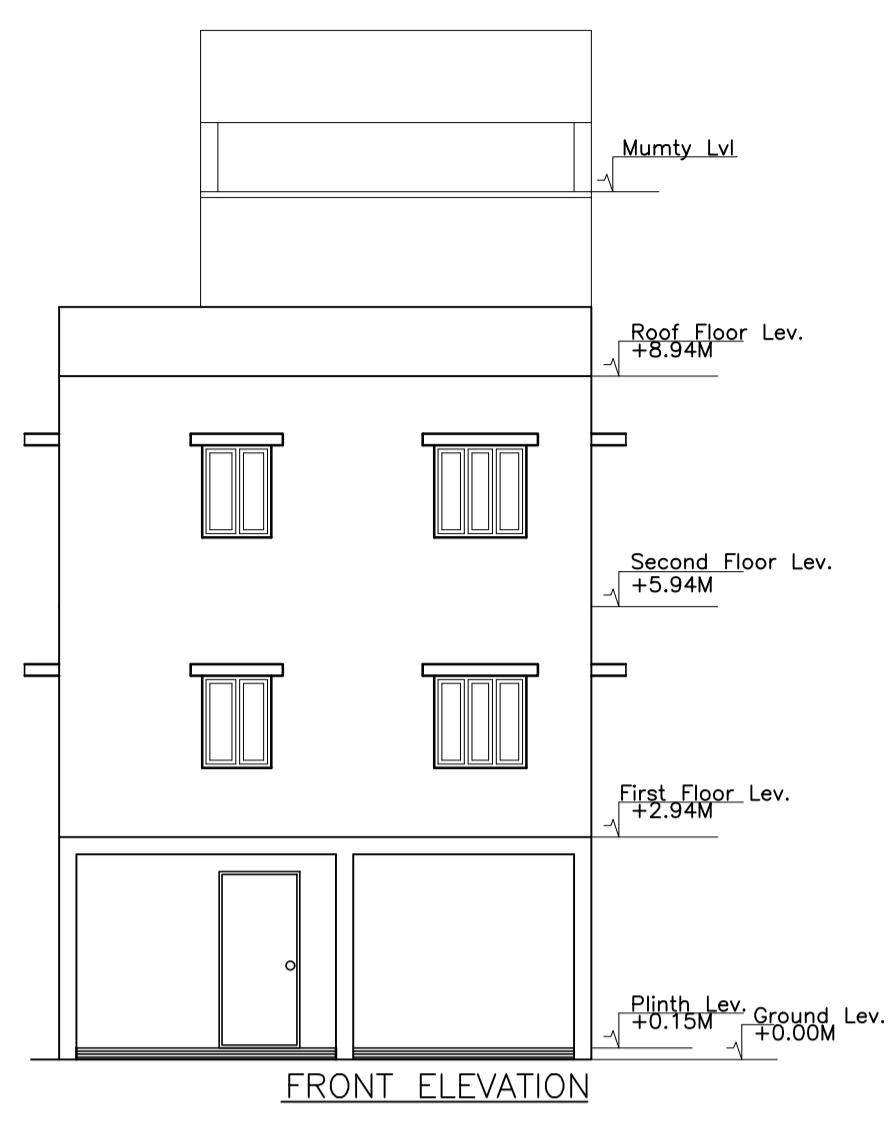 Mumty Lvl
Roof Floor Lev.
+8.94M
Second Floor Lev.
+5.94M
First Floor Lev.
+2.94M
Plinth Lev.
+0.15M
Ground Lev.
+0.00M
FRONT ELEVATION